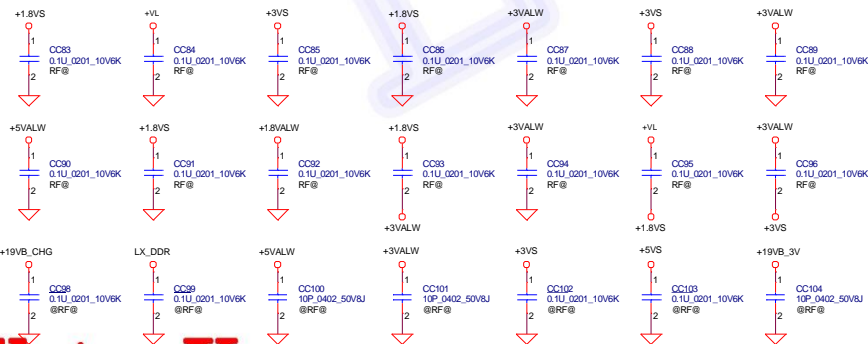 +1.8VS +VL +3VS +1.8VS +3VALW +3VS +3VALW
1 1 1 1 1 1 1
CC83 CC84 CC85 CC86 CC87 CC88 CC89
0.1U_0201_10V6K 0.1U_0201_10V6K 0.1U_0201_10V6K 0.1U_0201_10V6K 0.1U_0201_10V6K 0.1U_0201_10V6K 0.1U_0201_10V6K
RF@ RF@ RF@ RF@ RF@ RF@ RF@
2 2 2 2 2 2 2
+5VALW +1.8VS +1.8VALW +1.8VS +3VALW +VL +3VALW
1 1 1 1 1 1 1
CC90 CC91 CC92 CC93 CC94 CC95 CC96
0.1U_0201_10V6K 0.1U_0201_10V6K 0.1U_0201_10V6K 0.1U_0201_10V6K 0.1U_0201_10V6K 0.1U_0201_10V6K 0.1U_0201_10V6K
RF@ RF@ RF@ RF@ RF@ RF@ RF@
2 2 2 2 2 2 2
+3VALW +1.8VS +3VS
+19VB_CHG LX_DDR +5VALW +3VALW +3VS +5VS +19VB_3V
1 1 1 1 1 1 1
CC98 CC99 CC100 CC101 CC102 CC103 CC104
0.1U_0201_10V6K 0.1U_0201_10V6K 10P_0402_50V8J 10P_0402_50V8J 0.1U_0201_10V6K 0.1U_0201_10V6K 10P_0402_50V8J
@RF@ @RF@ @RF@ @RF@ @RF@ @RF@ @RF@
2 2 2 2 2 2 2